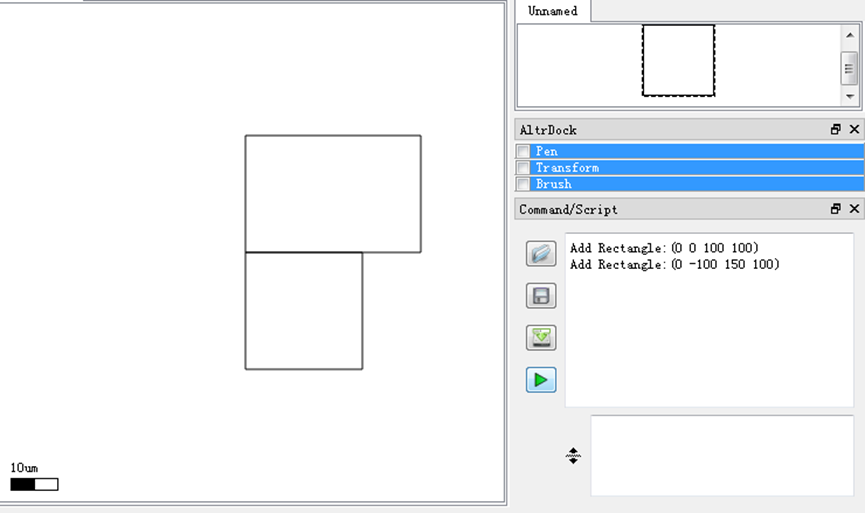 Unnamed
AltrDock
Pen
Transform
Brush
Command/Script
Add Rectangle:(0 0 100 100)
Add Rectangle:(0 -100 150 100)
10um